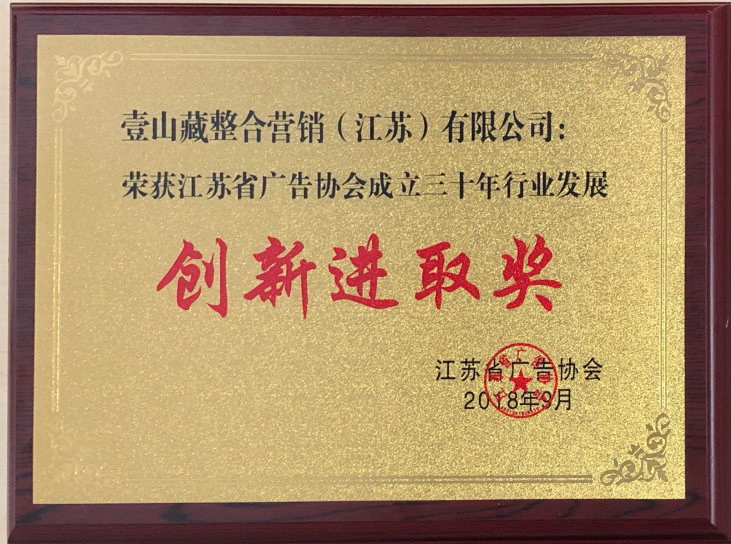 壹山藏整合营销（江苏）有限公司：
荣获江苏省广告协会成立三十年行业发展
创新进取奖
江苏省广告协会
2018年9月